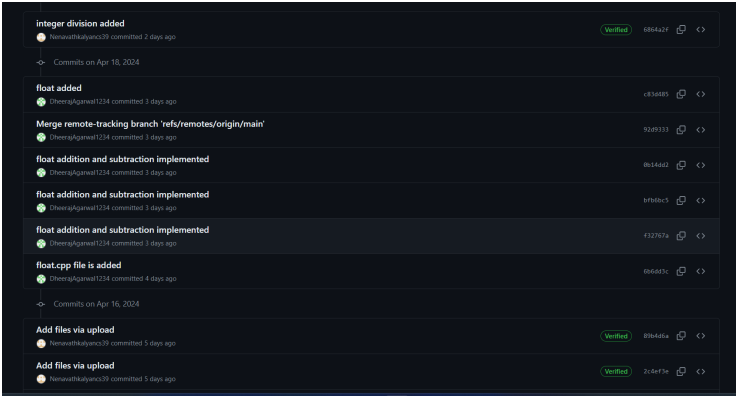 integer division added
Nenavathkalyancs39 committed 2 days ago
Verified
6864a2f
Commits on Apr 18, 2024
float added
DheerajAgarwal1234 committed 3 days ago
c83d485
Merge remote-tracking branch 'refs/remotes/origin/main'
DheerajAgarwal1234 committed 3 days ago
92d9333
float addition and subtraction implemented
DheerajAgarwal1234 committed 3 days ago
0b14dd2
float addition and subtraction implemented
DheerajAgarwal1234 committed 3 days ago
bfb6bc5
float addition and subtraction implemented
DheerajAgarwal1234 committed 3 days ago
f32767a
float.cpp file is added
DheerajAgarwal1234 committed 4 days ago
6b6dd3c
Commits on Apr 16, 2024
Add files via upload
Nenavathkalyancs39 committed 5 days ago
Verified
89b4d6a
Add files via upload
Nenavathkalyancs39 committed 5 days ago
Verified
2c4ef3e